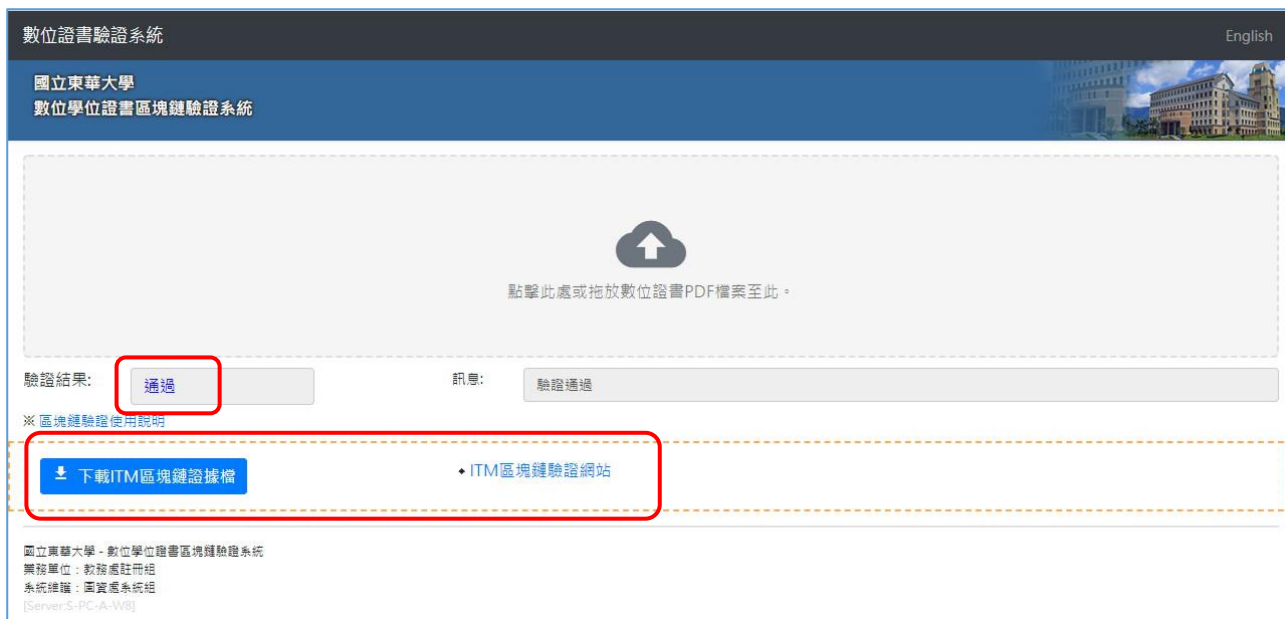 數位證書驗證系統
English
國立東華大學
數位學位證書區塊鏈驗證系統
點擊此處或拖放數位證書PDF檔案至此。
驗證結果:
通過
訊息:
驗證通過
※ 區塊鏈驗證使用說明
下載ITM區塊鏈證據檔
◆ ITM區塊鏈驗證網站
國立東華大學 - 數位學位證書區塊鏈驗證系統
業務單位：教務處註冊組
系統維護：圖資處系統組
[Server:S-PC-A-W8]